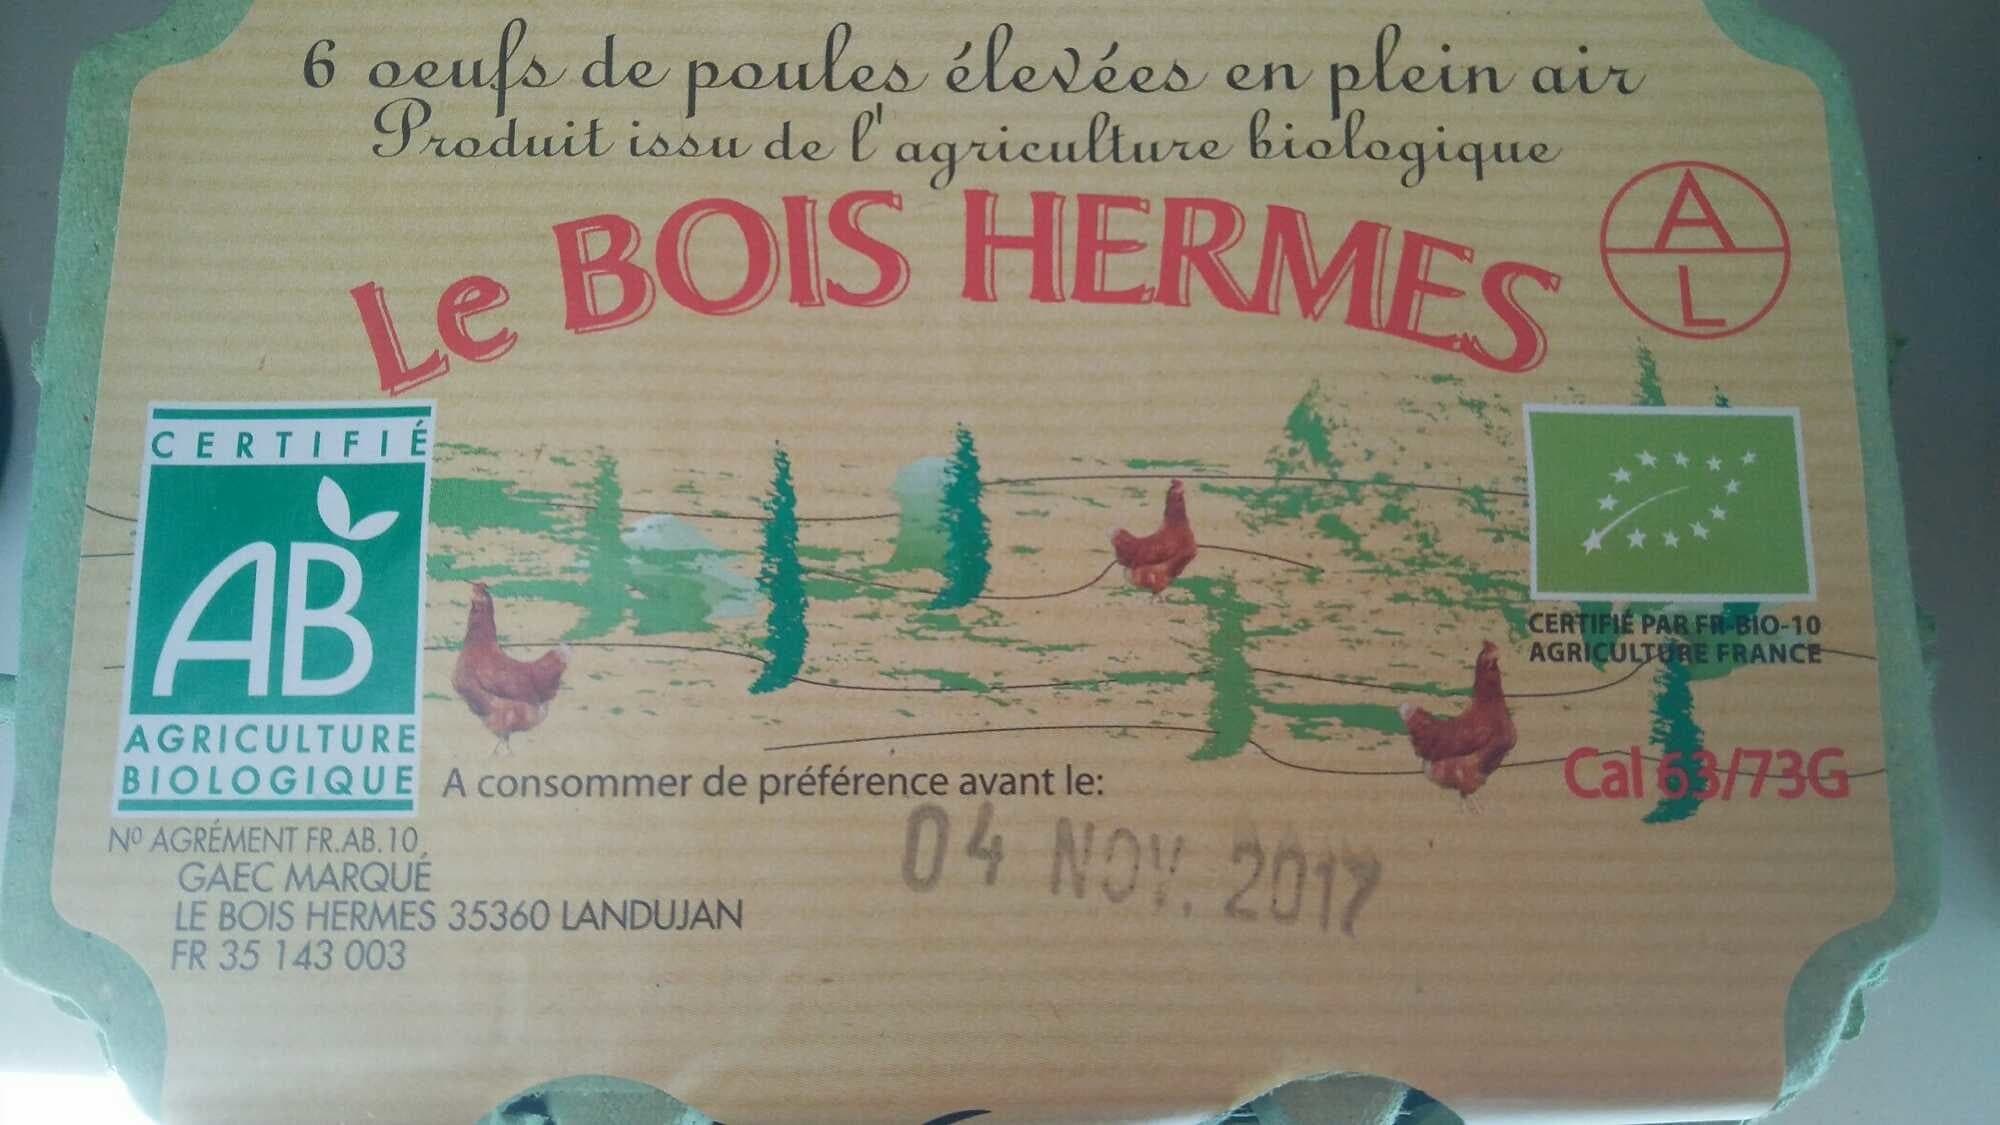 6 oeufs de poules élevées en plein air
Produit issu de l'agriculture biologique
Le BOIS HERMES
A
L
CERTIFIÉ
AB
AGRICULTURE
BIOLOGIQUE
CERTIFIÉ PAR FR-BIO-10
AGRICULTURE FRANCE
Cal 63/73G
A consommer de préférence avant le:
04 NOV. 2017
Nº AGRÉMENT FR.AB.10
GAEC MARQUÉ
LE BOIS HERMES 35360 LANDUJAN
FR 35 143 003